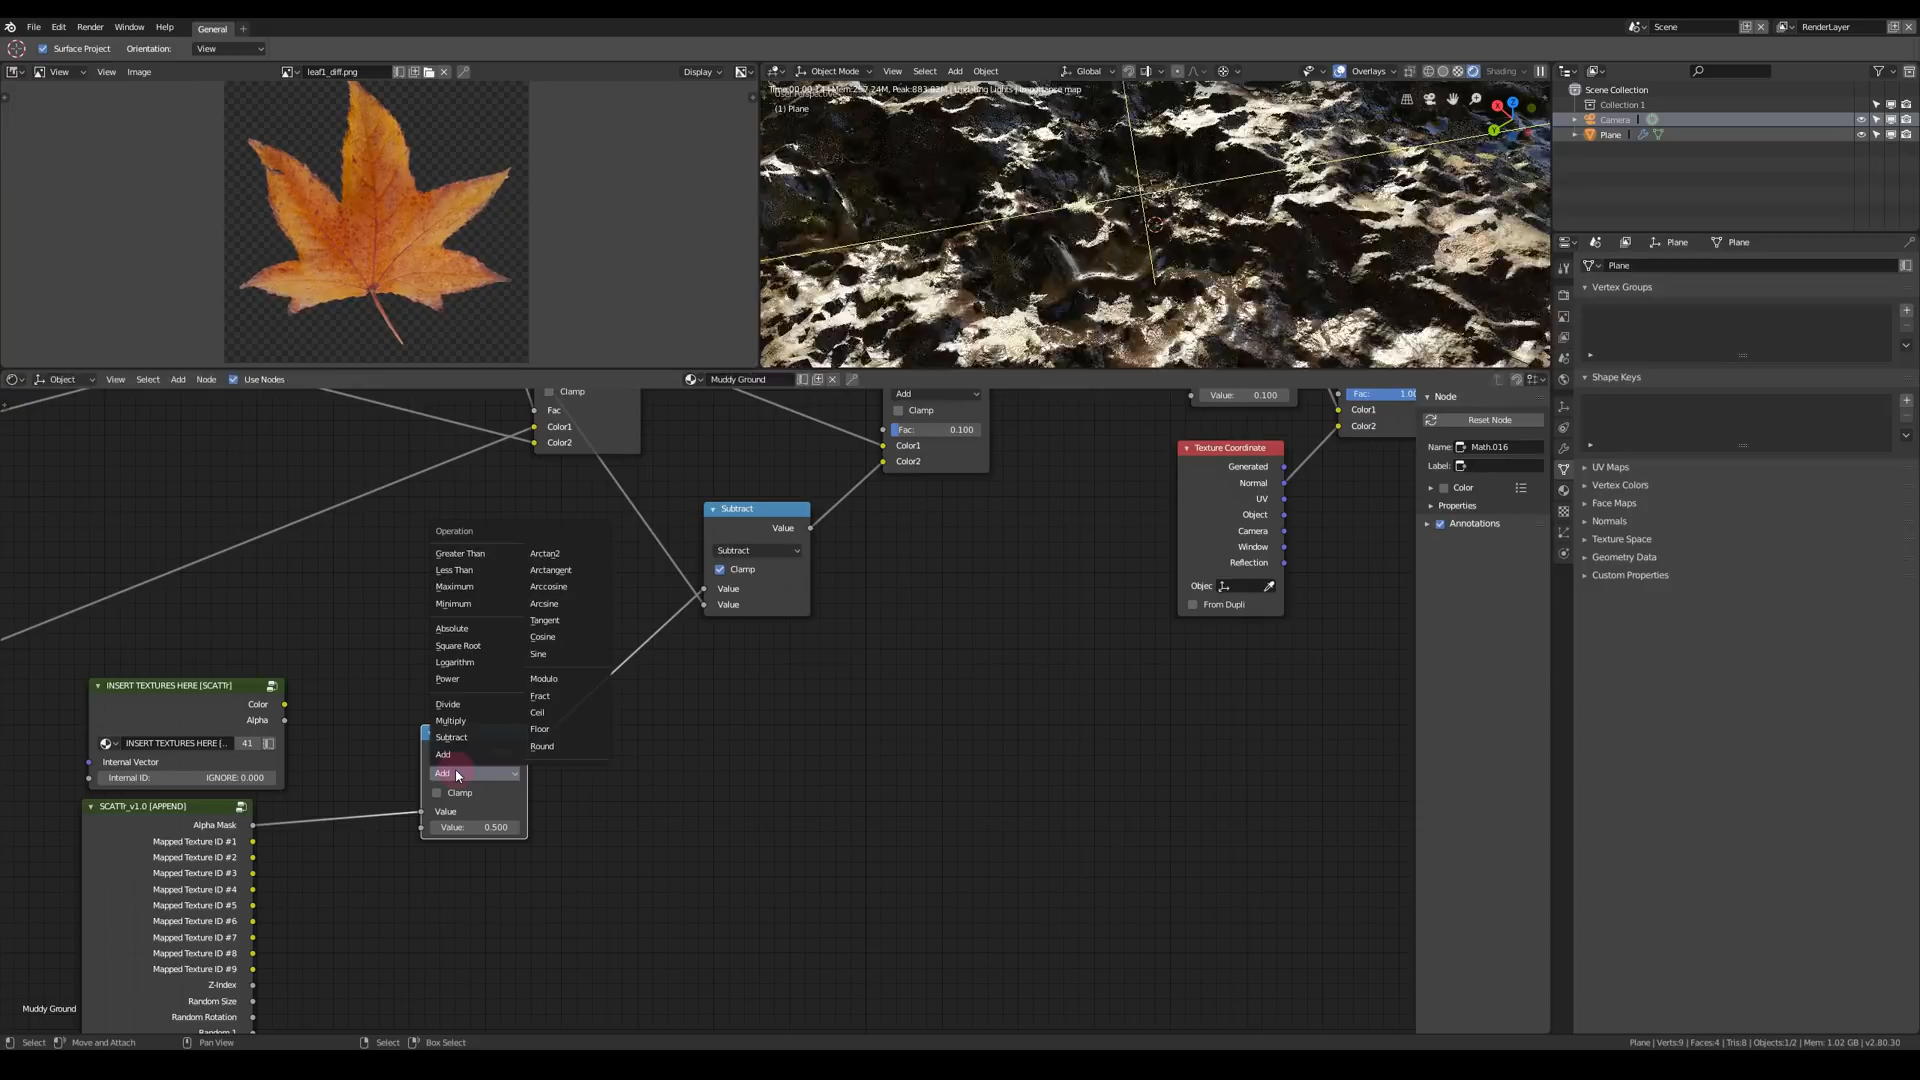 File Edit Render Window Help General
Scene RenderLayer
Surface Project Orientation: View
View View Image leaf1_diff.png Display
Object Mode View Select Add Object Global Overlays Shading
(1) Plane
Scene Collection
Collection 1
Camera
Plane
Plane Plane
Plane
Vertex Groups
Shape Keys
UV Maps
Vertex Colors
Face Maps
Normals
Texture Space
Geometry Data
Custom Properties
Object View Select Add Node Use Nodes Muddy Ground
Clamp
Fac
Color1
Color2
Add
Clamp
Fac: 0.100
Color1
Color2
Value: 0.100
Fac: 1.00
Color1
Color2
Texture Coordinate
Generated
Normal
UV
Object
Camera
Window
Reflection
Objec
From Dupli
Node
Reset Node
Name: Math.016
Label:
Color
Properties
Annotations
Subtract
Value
Subtract
Clamp
Value
Value
Operation
Greater Than
Less Than
Maximum
Minimum
Absolute
Square Root
Logarithm
Power
Divide
Multiply
Subtract
Add
Arctan2
Arctangent
Arccosine
Arcsine
Tangent
Cosine
Sine
Modulo
Fract
Ceil
Floor
Round
Add
Clamp
Value
Value: 0.500
INSERT TEXTURES HERE [SCATTr]
Color
Alpha
INSERT TEXTURES HERE [.. 41
Internal Vector
Internal ID: IGNORE: 0.000
SCATTr_v1.0 [APPEND]
Alpha Mask
Mapped Texture ID #1
Mapped Texture ID #2
Mapped Texture ID #3
Mapped Texture ID #4
Mapped Texture ID #5
Mapped Texture ID #6
Mapped Texture ID #7
Mapped Texture ID #8
Mapped Texture ID #9
Z-Index
Random Size
Random Rotation
Random 1
Muddy Ground
Select Move and Attach Pan View Select Box Select
Plane | Verts:9 | Faces:4 | Tris:8 | Objects:1/2 | Mem: 1.02 GB | v2.80.30